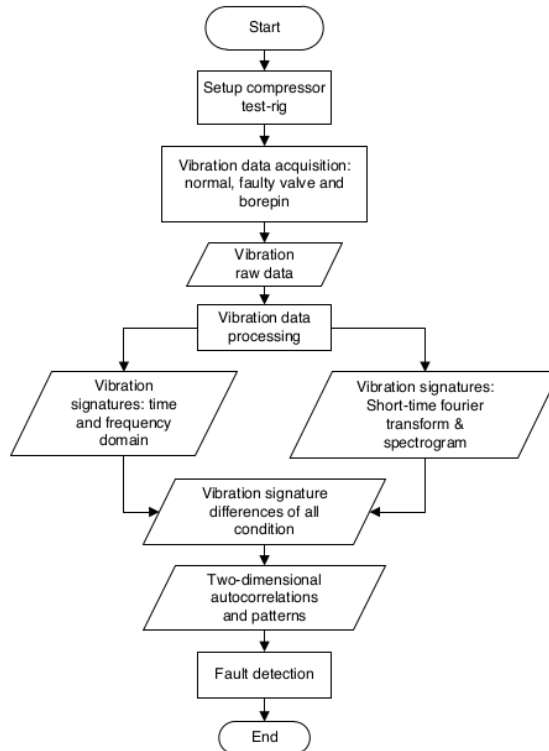 Start
Setup compressor
test-rig
Vibration data acquisition:
normal, faulty valve and
borepin
Vibration
raw data
Vibration data
processing
Vibration
signatures: time
and frequency
domain
Vibration signatures:
Short-time fourier
transform &
spectrogram
Vibration signature
differences of all
condition
Two-dimensional
autocorrelations
and patterns
Fault detection
End